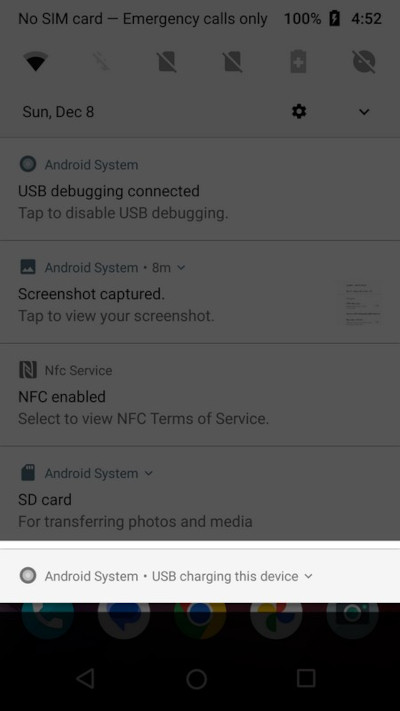 No SIM card — Emergency calls only 100% 4:52
Sun, Dec 8
Android System
USB debugging connected
Tap to disable USB debugging.
Android System • 8m
Screenshot captured.
Tap to view your screenshot.
Nfc Service
NFC enabled
Select to view NFC Terms of Service.
Android System
SD card
For transferring photos and media
Android System • USB charging this device